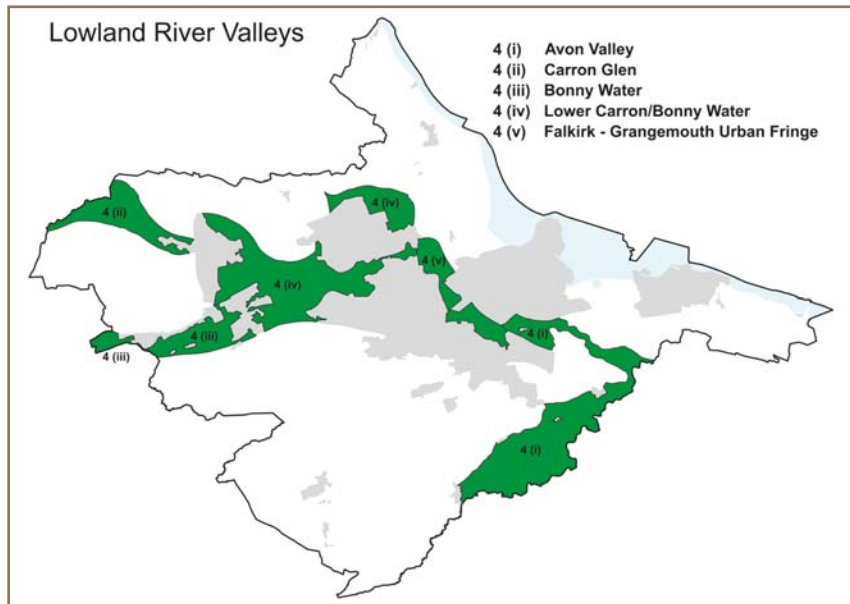 Lowland River Valleys
4 (i) Avon Valley
4 (ii) Carron Glen
4 (iii) Bonny Water
4 (iv) Lower Carron/Bonny Water
4 (v) Falkirk - Grangemouth Urban Fringe
4 (iv)
4 (ii)
4 (v)
4 (iv)
4 (i)
4 (iii)
4 (iii)
4 (i)